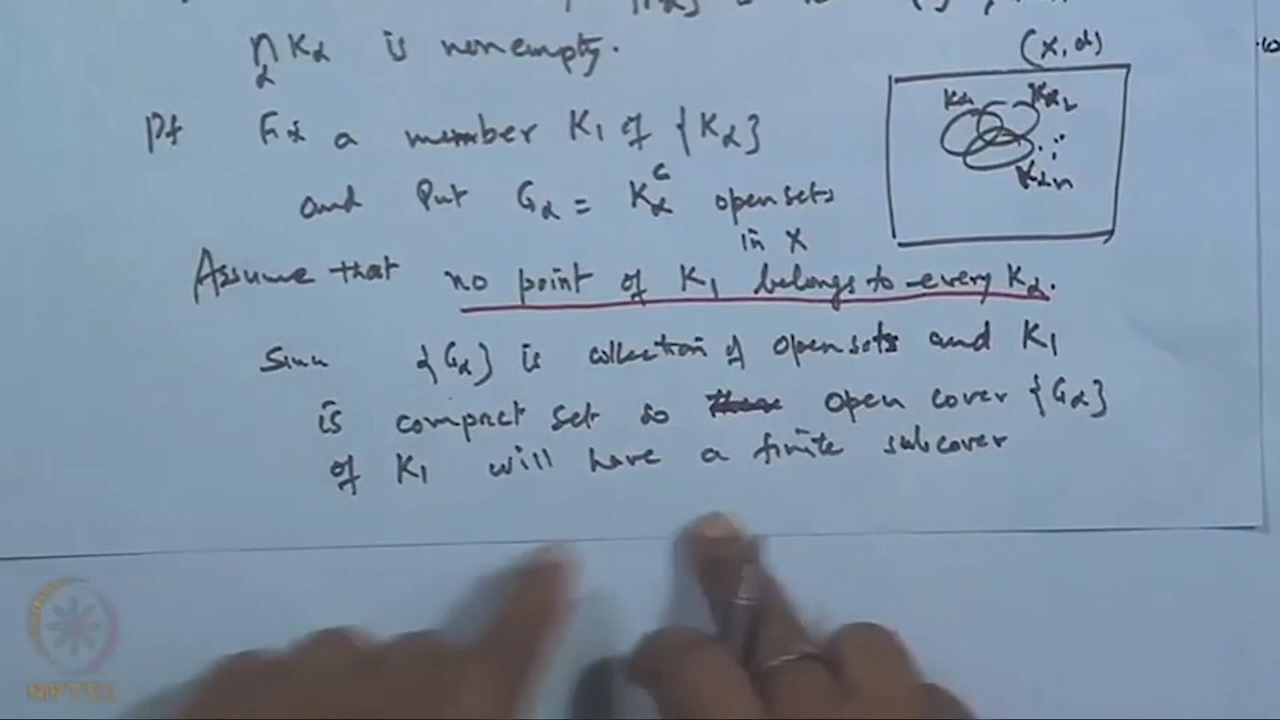 ∩ Kα is nonempty.
α
(X, d)
Pf Fix a member K1 of {Kα}
and Put Gα = Kα^c open sets
in X
Kα Kα2
Kαn
Assume that no point of K1 belongs to every Kα.
Since {Gα} is collection of open sets and K1
is compact set so open cover {Gα}
of K1 will have a finite subcover
NPTEL